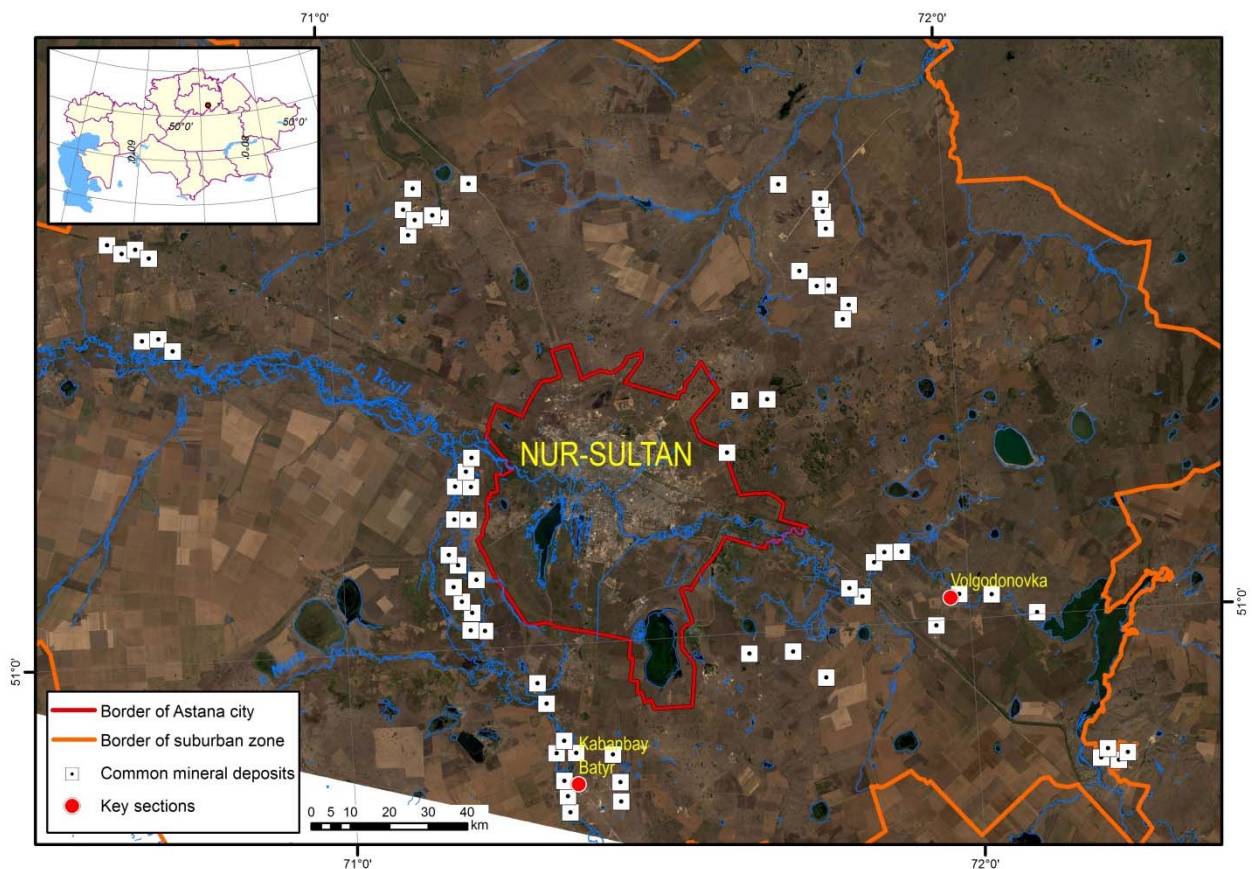 71°0'
72°0'
50°0'
50°0'
60°0'
80°0'
r. Yesil
NUR-SULTAN
Volgodonovka
51°0'
51°0'
Nura
Kabanbay
Batyr
Border of Astana city
Border of suburban zone
Common mineral deposits
Key sections
0 5 10 20 30 40
km
71°0'
72°0'